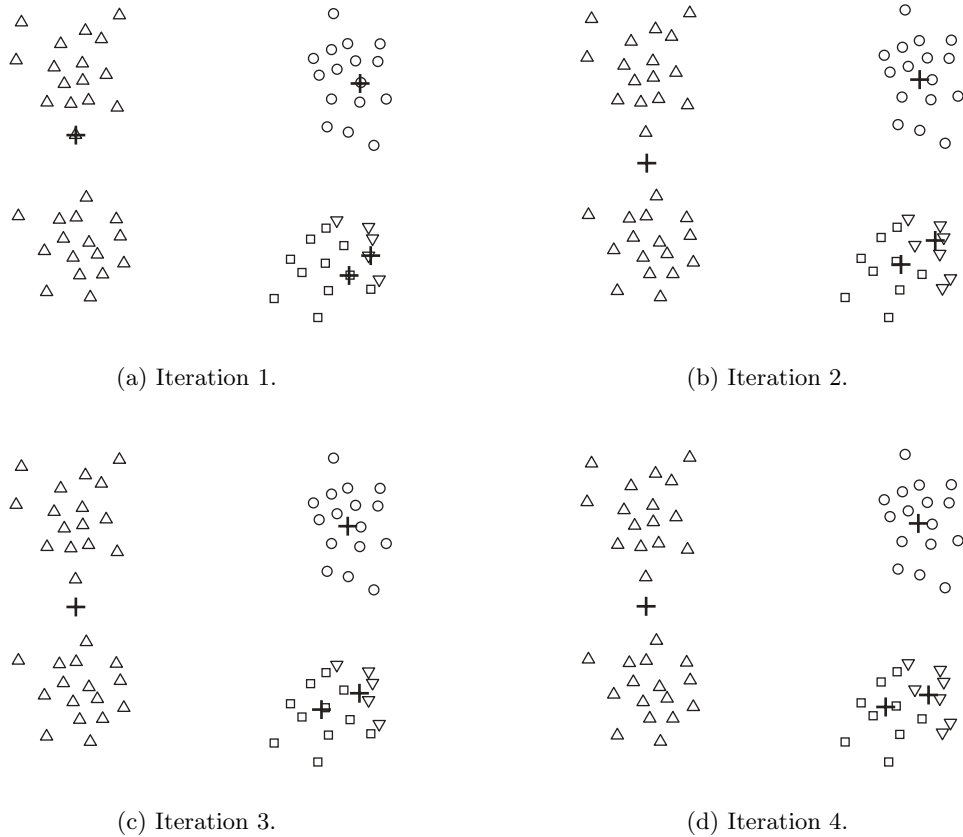 (a) Iteration 1.
(b) Iteration 2.
(c) Iteration 3.
(d) Iteration 4.